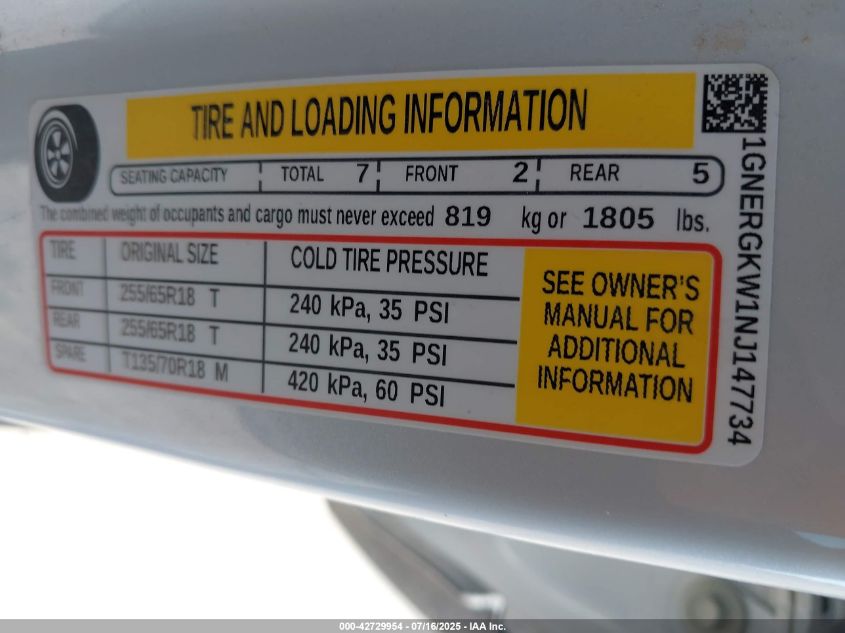 TIRE AND LOADING INFORMATION
SEATING CAPACITY TOTAL 7 FRONT 2 REAR 5
The combined weight of occupants and cargo must never exceed 819 kg or 1805 lbs.
TIRE ORIGINAL SIZE COLD TIRE PRESSURE
FRONT 255/65R18 T 240 kPa, 35 PSI
REAR 255/65R18 T 240 kPa, 35 PSI
SPARE T135/70R18 M 420 kPa, 60 PSI
SEE OWNER'S
MANUAL FOR
ADDITIONAL
INFORMATION
1GNERGKW1NJ147734
000-42729954 - 07/16/2025 - IAA Inc.